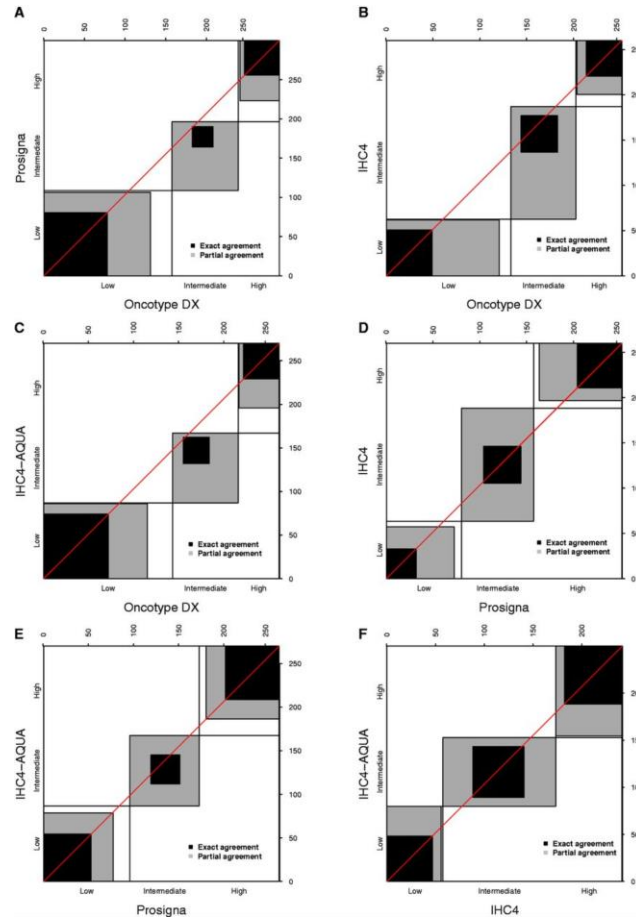 A
0 50 100 150 200 250
Prosigna
Low Intermediate High
0 50 100 150 200 250
Exact agreement
Partial agreement
Low Intermediate High
Oncotype DX
B
0 50 100 150 200 250
IHC4
Low Intermediate High
Exact agreement
Partial agreement
Low Intermediate High
Oncotype DX
C
0 50 100 150 200 250
IHC4-AQUA
Low Intermediate High
0 50 100 150 200 250
Exact agreement
Partial agreement
Low Intermediate High
Oncotype DX
D
0 50 100 150 200
IHC4
Low Intermediate High
Exact agreement
Partial agreement
Low Intermediate High
Prosigna
E
0 50 100 150 200 250
IHC4-AQUA
Low Intermediate High
0 50 100 150 200 250
Exact agreement
Partial agreement
Low Intermediate High
Prosigna
F
0 50 100 150 200
IHC4-AQUA
Low Intermediate High
Exact agreement
Partial agreement
Low Intermediate High
IHC4